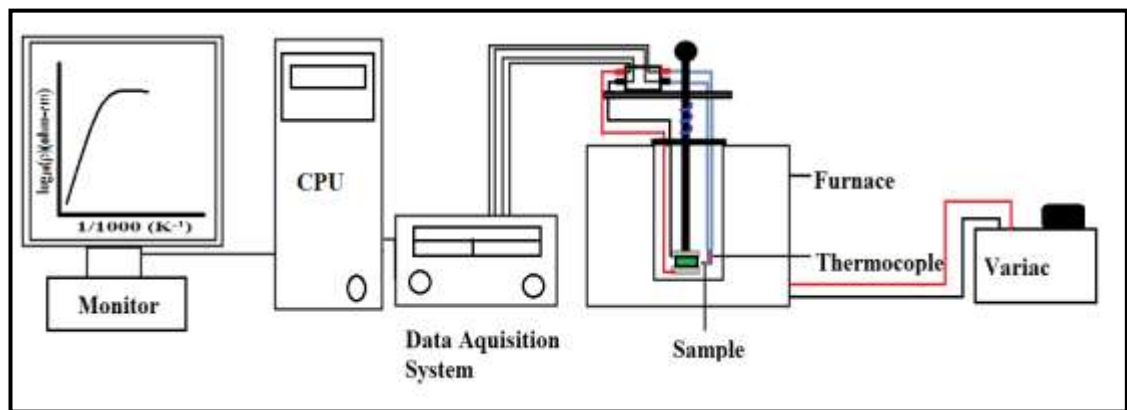 1/1000 (K⁻¹)
Monitor
CPU
Data Aquisition
System
Furnace
Thermocople
Sample
Variac